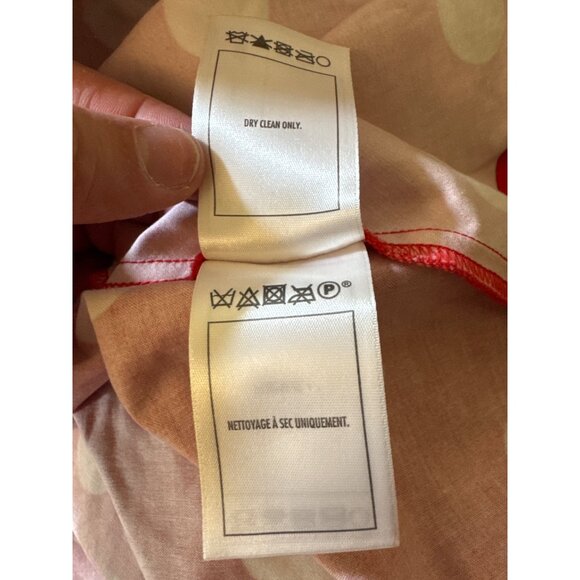 DRY CLEAN ONLY.
P®
NETTOYAGE À SEC UNIQUEMENT.